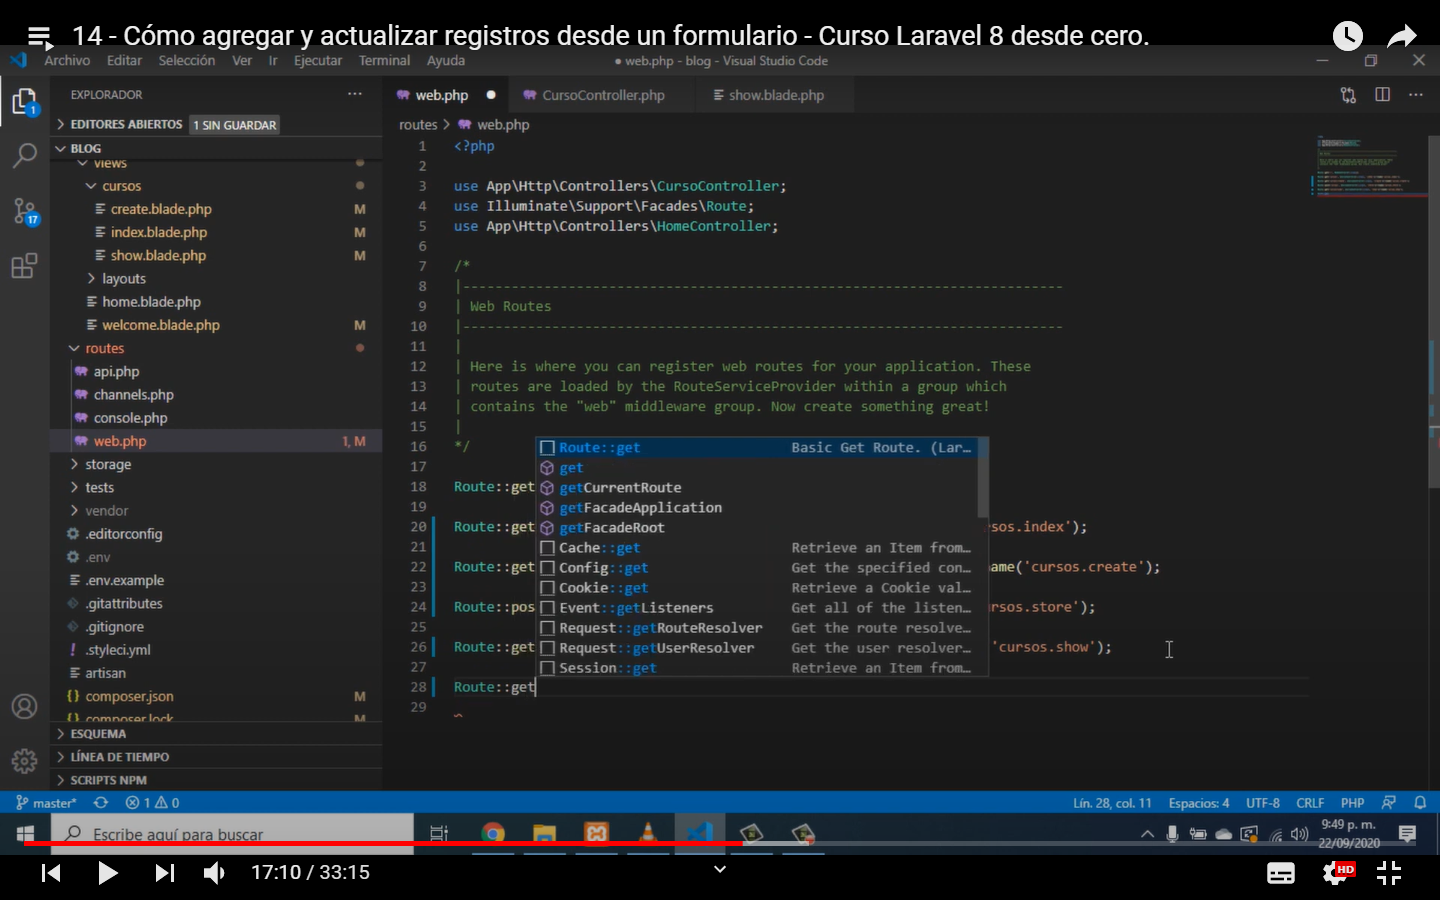 14 - Cómo agregar y actualizar registros desde un formulario - Curso Laravel 8 desde cero.
Archivo Editar Selección Ver Ir Ejecutar Terminal Ayuda
● web.php - blog - Visual Studio Code
EXPLORADOR
EDITORES ABIERTOS 1 SIN GUARDAR
BLOG
views
cursos
create.blade.php M
index.blade.php M
show.blade.php M
layouts
home.blade.php
welcome.blade.php M
routes
api.php
channels.php
console.php
web.php 1, M
storage
tests
vendor
.editorconfig
.env
.env.example
.gitattributes
.gitignore
.styleci.yml
artisan
composer.json M
composer.lock M
ESQUEMA
LÍNEA DE TIEMPO
SCRIPTS NPM
1
17
web.php CursoController.php show.blade.php
routes > web.php
1 <?php
2
3 use App\Http\Controllers\CursoController;
4 use Illuminate\Support\Facades\Route;
5 use App\Http\Controllers\HomeController;
6
7 /*
8 |--------------------------------------------------------------------------
9 | Web Routes
10 |--------------------------------------------------------------------------
11 |
12 | Here is where you can register web routes for your application. These
13 | routes are loaded by the RouteServiceProvider within a group which
14 | contains the "web" middleware group. Now create something great!
15 |
16 */
17
18 Route::get
19
20 Route::get sos.index');
21
22 Route::get name('cursos.create');
23
24 Route::pos rsos.store');
25
26 Route::get 'cursos.show');
27
28 Route::get
29
Route::get Basic Get Route. (Lar…
get
getCurrentRoute
getFacadeApplication
getFacadeRoot
Cache::get Retrieve an Item from…
Config::get Get the specified con…
Cookie::get Retrieve a Cookie val…
Event::getListeners Get all of the listen…
Request::getRouteResolver Get the route resolve…
Request::getUserResolver Get the user resolver…
Session::get Retrieve an Item from…
master* 1 0 Lín. 28, col. 11 Espacios: 4 UTF-8 CRLF PHP
Escribe aquí para buscar
9:49 p. m.
22/09/2020
17:10 / 33:15
HD